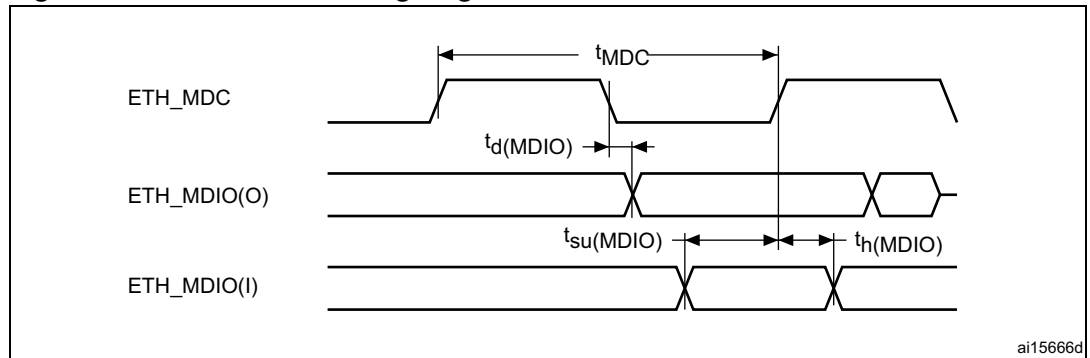 tMDC
ETH_MDC
td(MDIO)
ETH_MDIO(O)
tsu(MDIO)
th(MDIO)
ETH_MDIO(I)
ai15666d